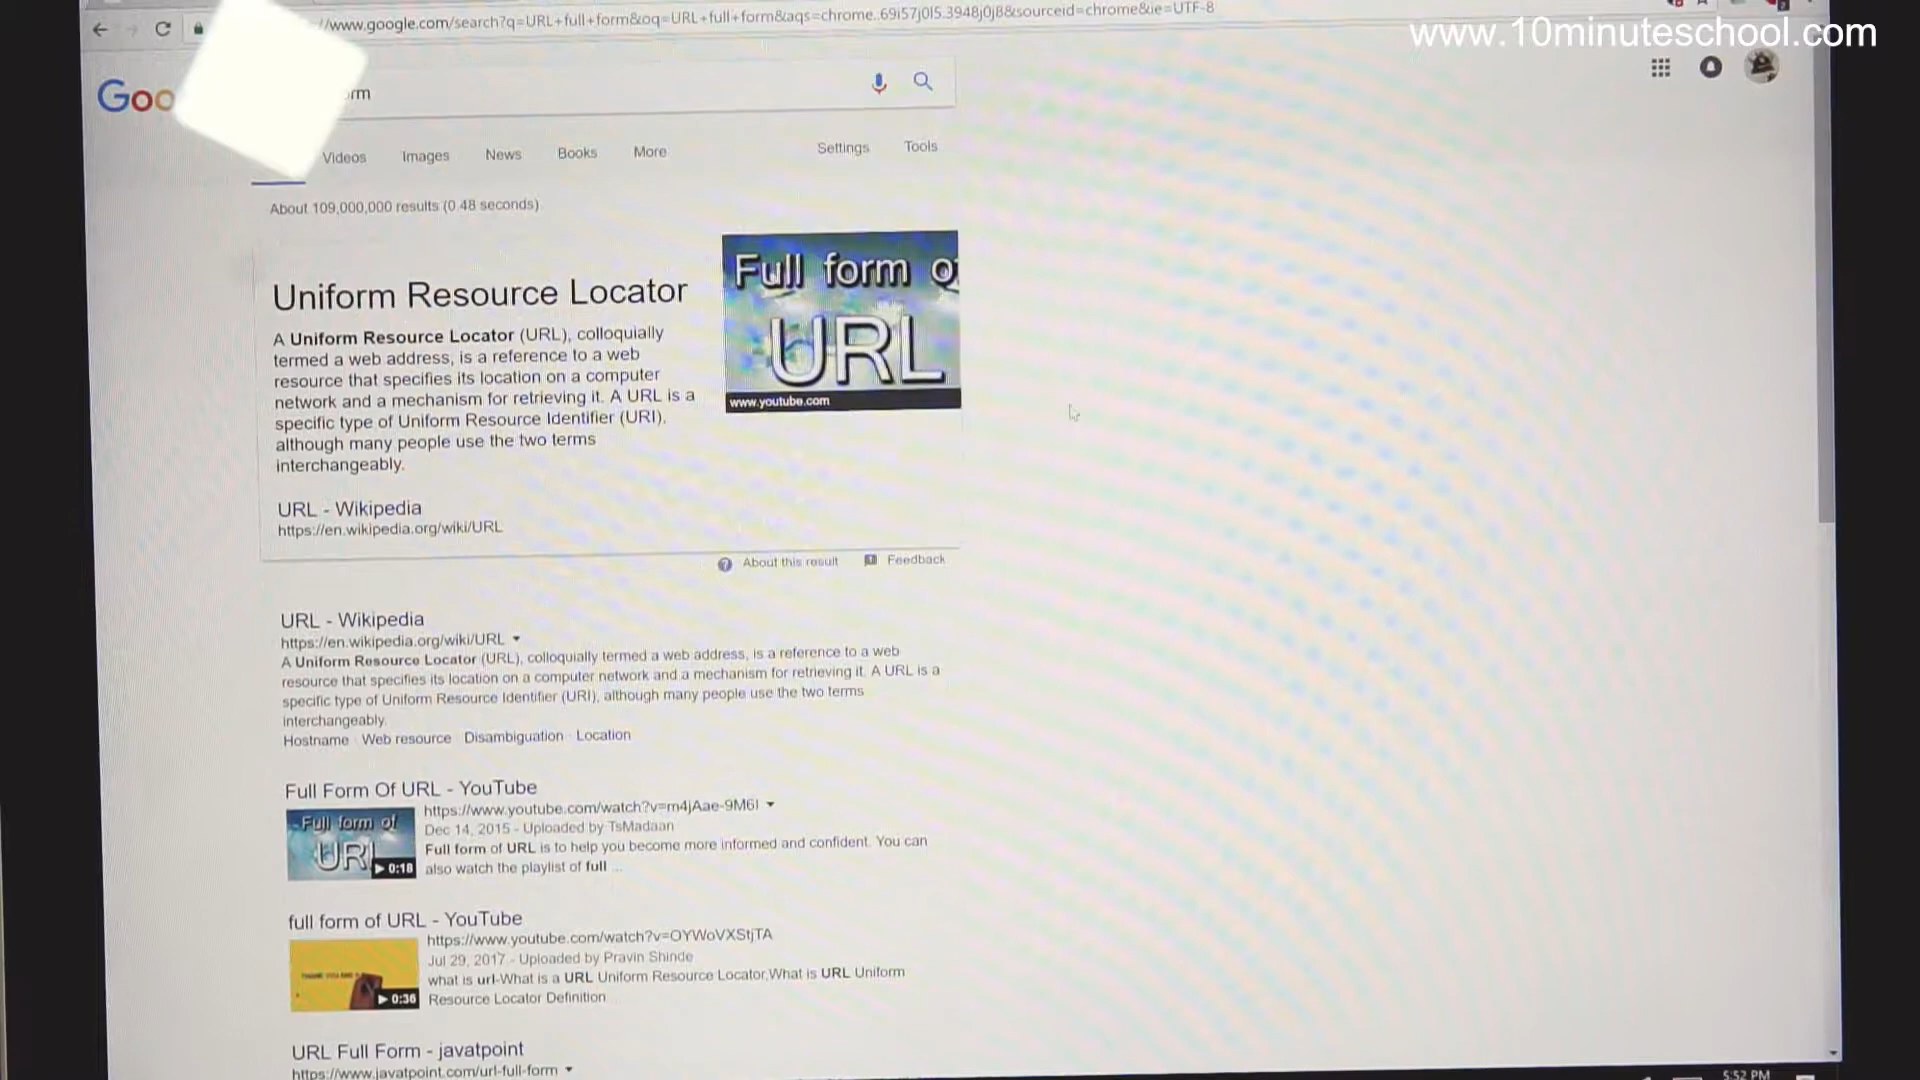 //www.google.com/search?q=URL+full+form&oq=URL+full+form&aqs=chrome..69i57j0l5.3948j0j8&sourceid=chrome&ie=UTF-8
www.10minuteschool.com
Goo
orm
Videos Images News Books More Settings Tools
About 109,000,000 results (0.48 seconds)
Uniform Resource Locator
A Uniform Resource Locator (URL), colloquially
termed a web address, is a reference to a web
resource that specifies its location on a computer
network and a mechanism for retrieving it. A URL is a
specific type of Uniform Resource Identifier (URI),
although many people use the two terms
interchangeably.
Full form of
URL
www.youtube.com
URL - Wikipedia
https://en.wikipedia.org/wiki/URL
About this result Feedback
URL - Wikipedia
https://en.wikipedia.org/wiki/URL
A Uniform Resource Locator (URL), colloquially termed a web address, is a reference to a web
resource that specifies its location on a computer network and a mechanism for retrieving it. A URL is a
specific type of Uniform Resource Identifier (URI), although many people use the two terms
interchangeably.
Hostname · Web resource · Disambiguation · Location
Full Form Of URL - YouTube
Full form of
URL
0:18
https://www.youtube.com/watch?v=m4jAae-9M6I
Dec 14, 2015 - Uploaded by TsMadaan
Full form of URL is to help you become more informed and confident. You can
also watch the playlist of full ...
full form of URL - YouTube
0:36
https://www.youtube.com/watch?v=OYWoVXStjTA
Jul 29, 2017 - Uploaded by Pravin Shinde
what is url-What is a URL Uniform Resource Locator,What is URL Uniform
Resource Locator Definition
URL Full Form - javatpoint
https://www.javatpoint.com/url-full-form
5:52 PM